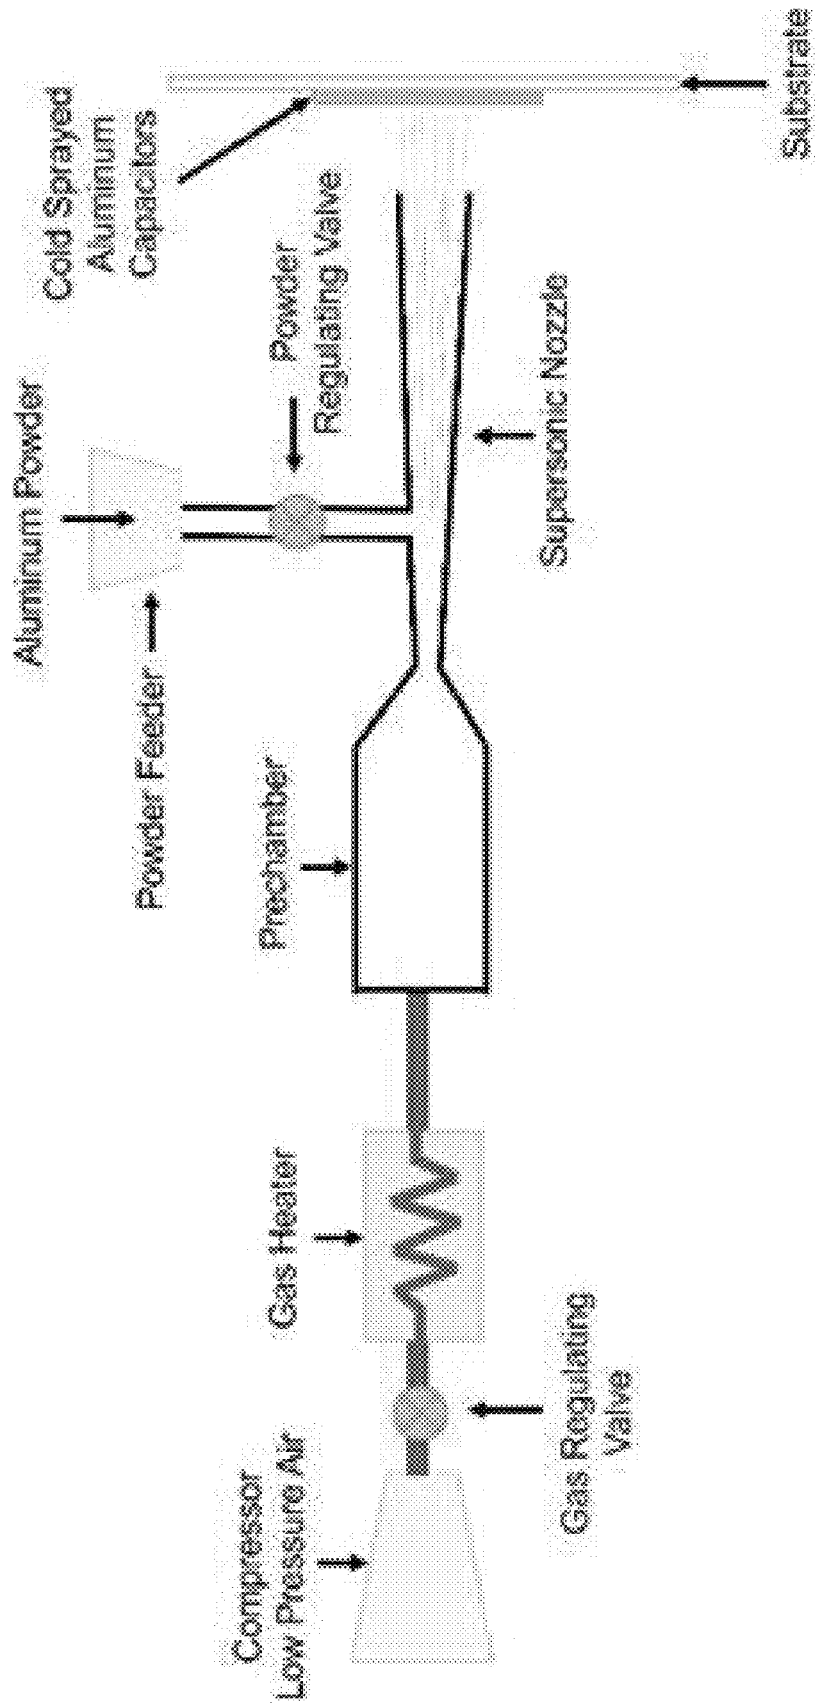 Compressor
Low Pressure Air
Gas Regulating
Valve
Gas Heater
Prechamber
Powder Feeder
Aluminum Powder
Powder
Regulating Valve
Supersonic Nozzle
Cold Sprayed
Aluminum
Capacitors
Substrate